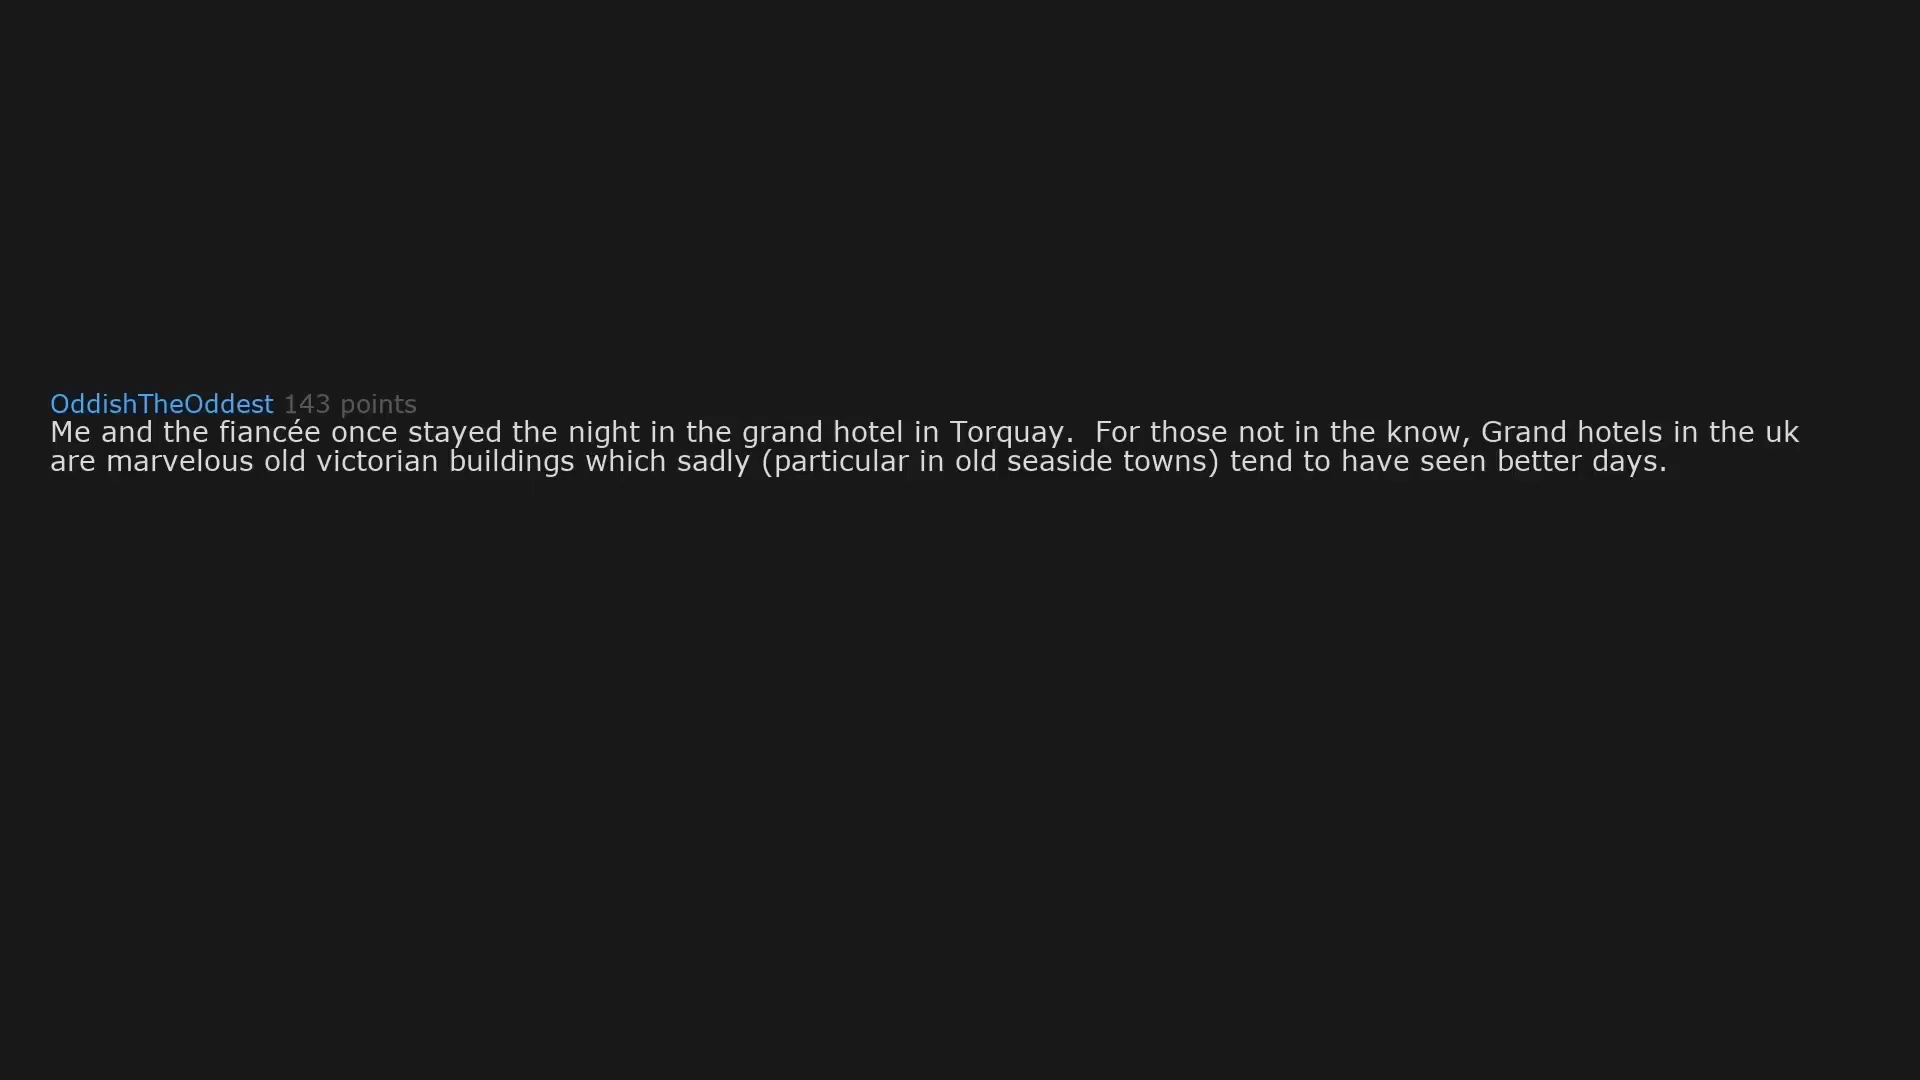 OddishTheOddest 143 points
Me and the fiancée once stayed the night in the grand hotel in Torquay.  For those not in the know, Grand hotels in the uk
are marvelous old victorian buildings which sadly (particular in old seaside towns) tend to have seen better days.